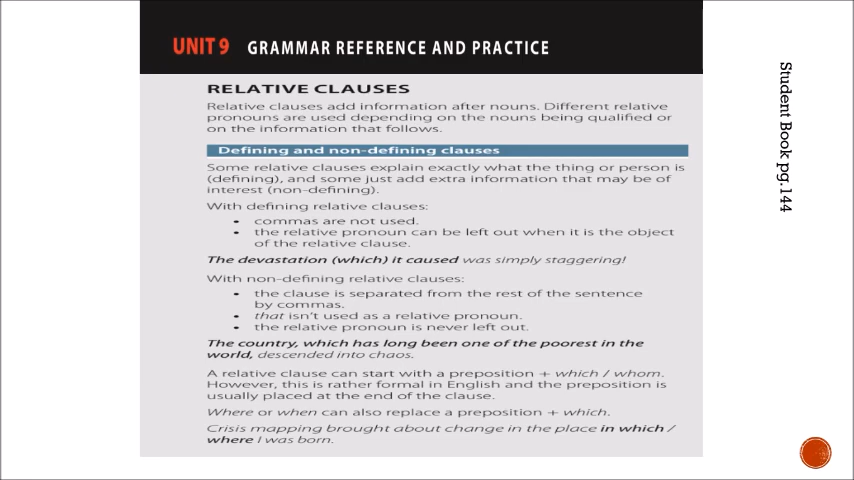 UNIT 9 GRAMMAR REFERENCE AND PRACTICE
RELATIVE CLAUSES
Relative clauses add information after nouns. Different relative
pronouns are used depending on the nouns being qualified or
on the information that follows.
Defining and non-defining clauses
Some relative clauses explain exactly what the thing or person is
(defining), and some just add extra information that may be of
interest (non-defining).
With defining relative clauses:
• commas are not used.
• the relative pronoun can be left out when it is the object
of the relative clause.
The devastation (which) it caused was simply staggering!
With non-defining relative clauses:
• the clause is separated from the rest of the sentence
by commas.
• that isn't used as a relative pronoun.
• the relative pronoun is never left out.
The country, which has long been one of the poorest in the
world, descended into chaos.
A relative clause can start with a preposition + which / whom.
However, this is rather formal in English and the preposition is
usually placed at the end of the clause.
Where or when can also replace a preposition + which.
Crisis mapping brought about change in the place in which /
where I was born.
Student Book pg.144